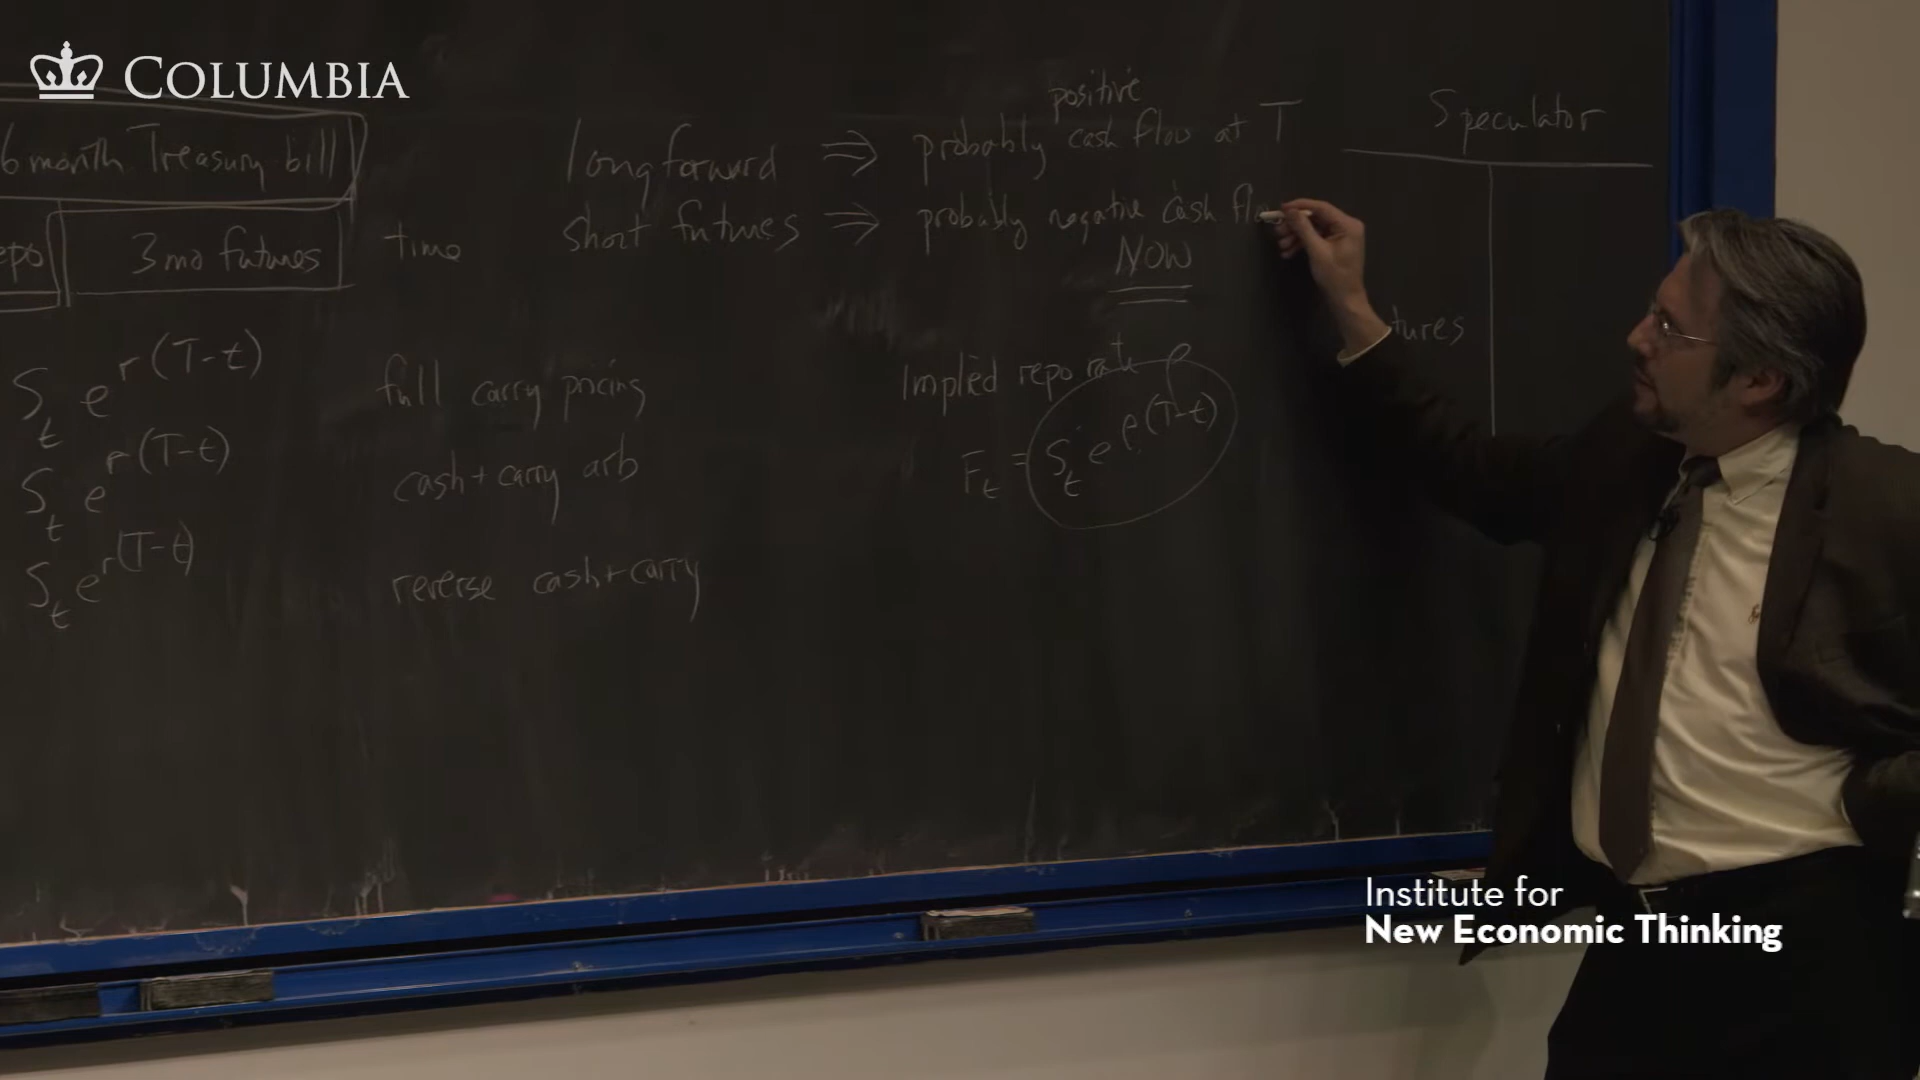 COLUMBIA
6 month Treasury bill
epo
3 mo futures
time
S_t e^r(T-t)
full carry pricing
S_t e^r(T-t)
cash + carry arb
S_t e^r(T-t)
reverse cash + carry
positive
long forward ⇒ probably cash flow at T
short futures ⇒ probably negative cash flow
NOW
Implied repo rate ρ
F_t = S_t e^ρ(T-t)
Speculator
tures
Institute for
New Economic Thinking